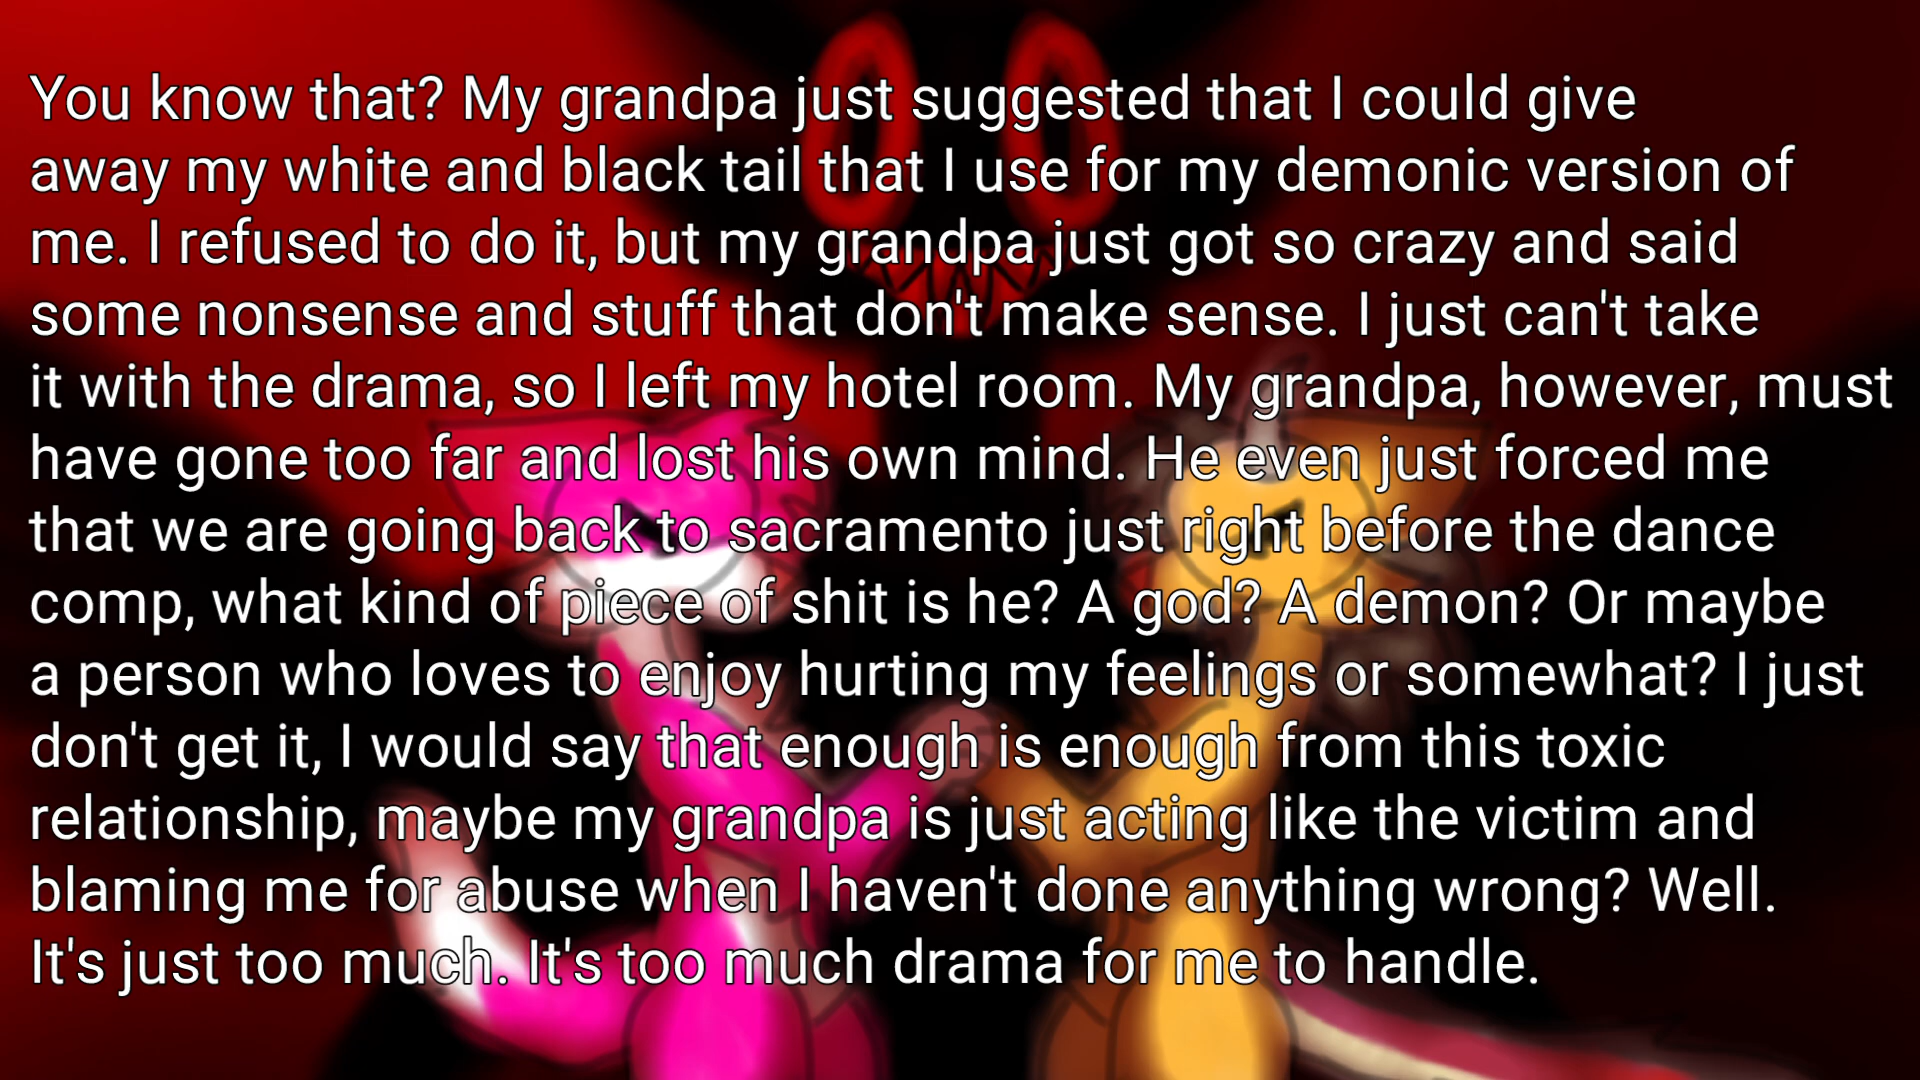 You know that? My grandpa just suggested that I could give
away my white and black tail that I use for my demonic version of
me. I refused to do it, but my grandpa just got so crazy and said
some nonsense and stuff that don't make sense. I just can't take
it with the drama, so I left my hotel room. My grandpa, however, must
have gone too far and lost his own mind. He even just forced me
that we are going back to sacramento just right before the dance
comp, what kind of piece of shit is he? A god? A demon? Or maybe
a person who loves to enjoy hurting my feelings or somewhat? I just
don't get it, I would say that enough is enough from this toxic
relationship, maybe my grandpa is just acting like the victim and
blaming me for abuse when I haven't done anything wrong? Well.
It's just too much. It's too much drama for me to handle.